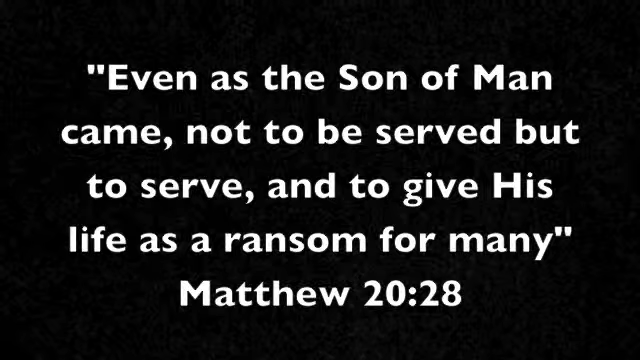 "Even as the Son of Man
came, not to be served but
to serve, and to give His
life as a ransom for many"
Matthew 20:28